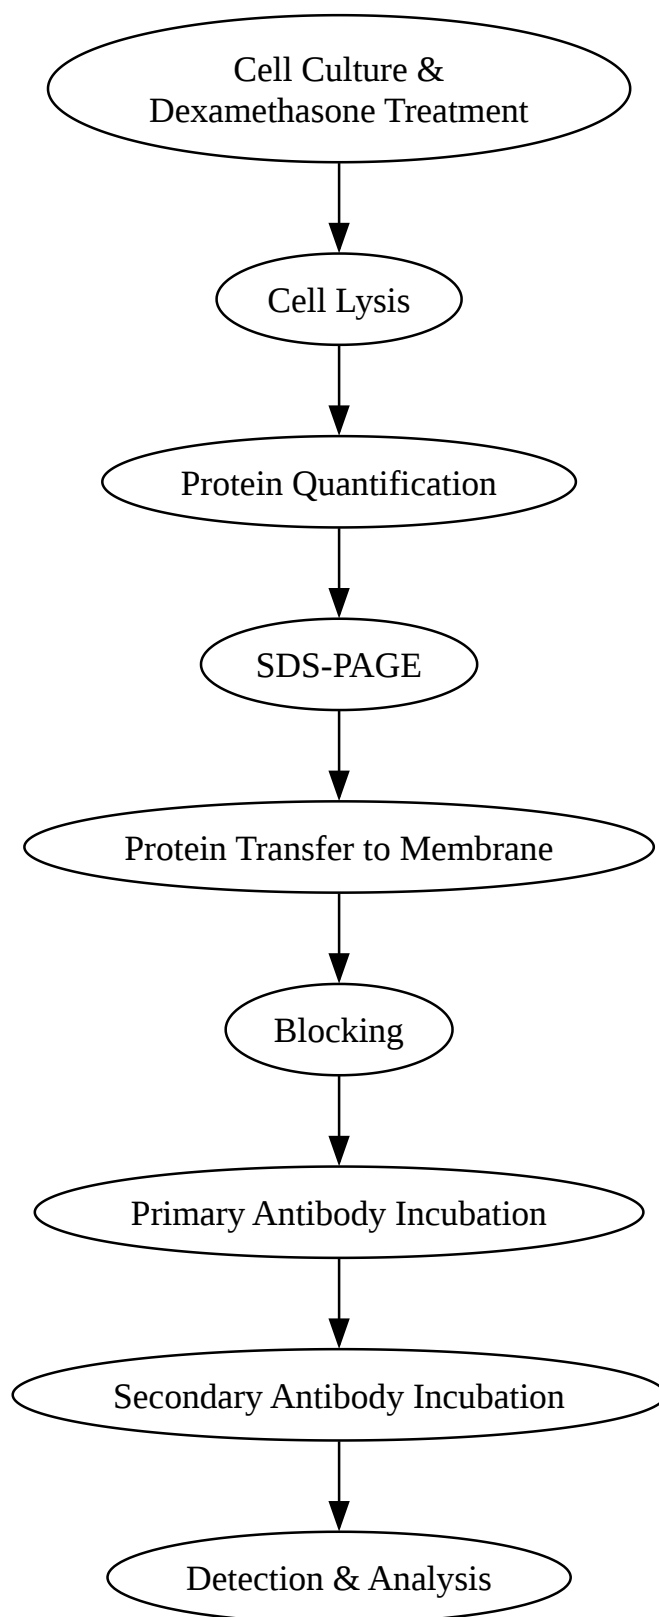 Cell Culture &
Dexamethasone Treatment
Cell Lysis
Protein Quantification
SDS-PAGE
Protein Transfer to Membrane
Blocking
Primary Antibody Incubation
Secondary Antibody Incubation
Detection & Analysis